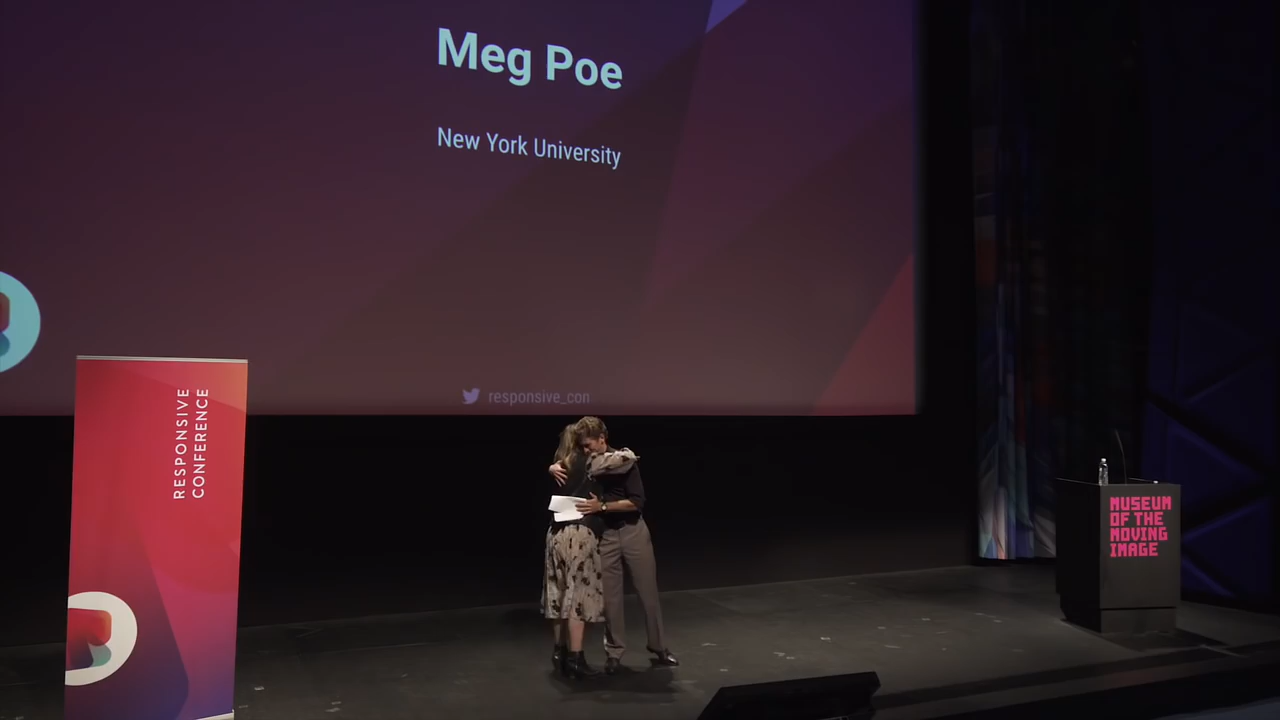 Meg Poe
New York University
responsive_con
RESPONSIVE
CONFERENCE
MUSEUM
OF THE
MOVING
IMAGE